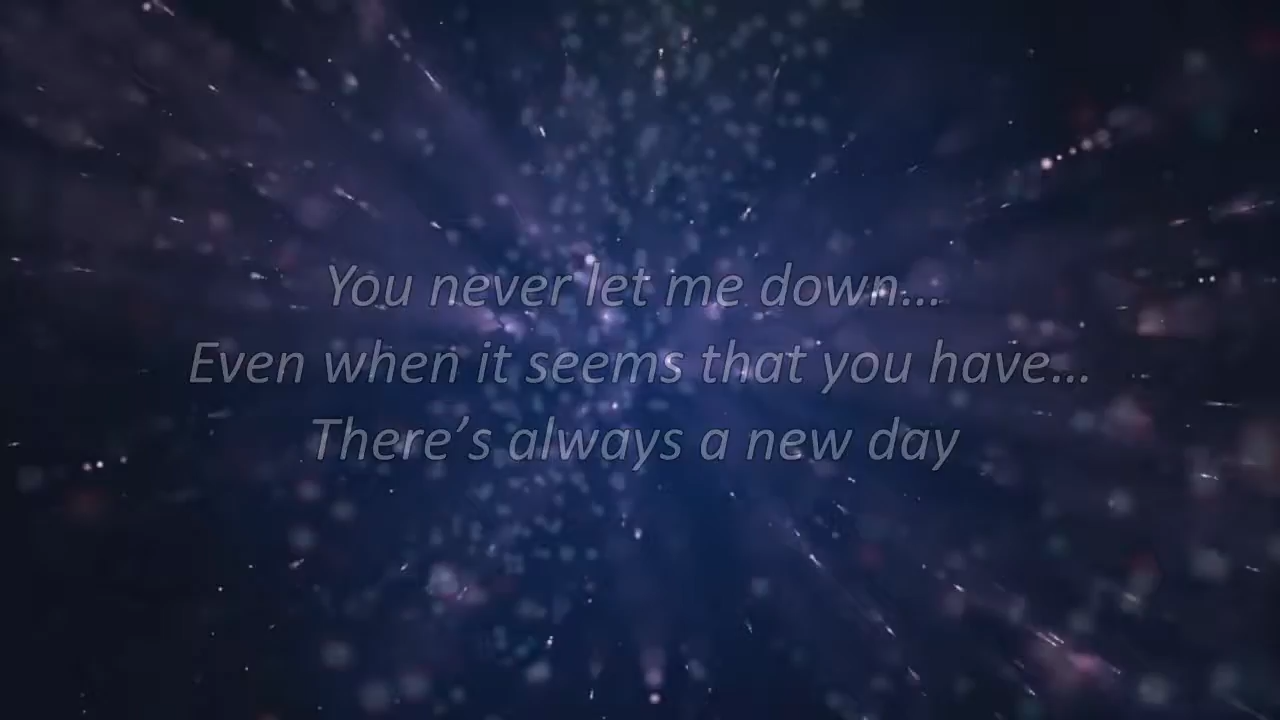 You never let me down...
Even when it seems that you have...
There’s always a new day